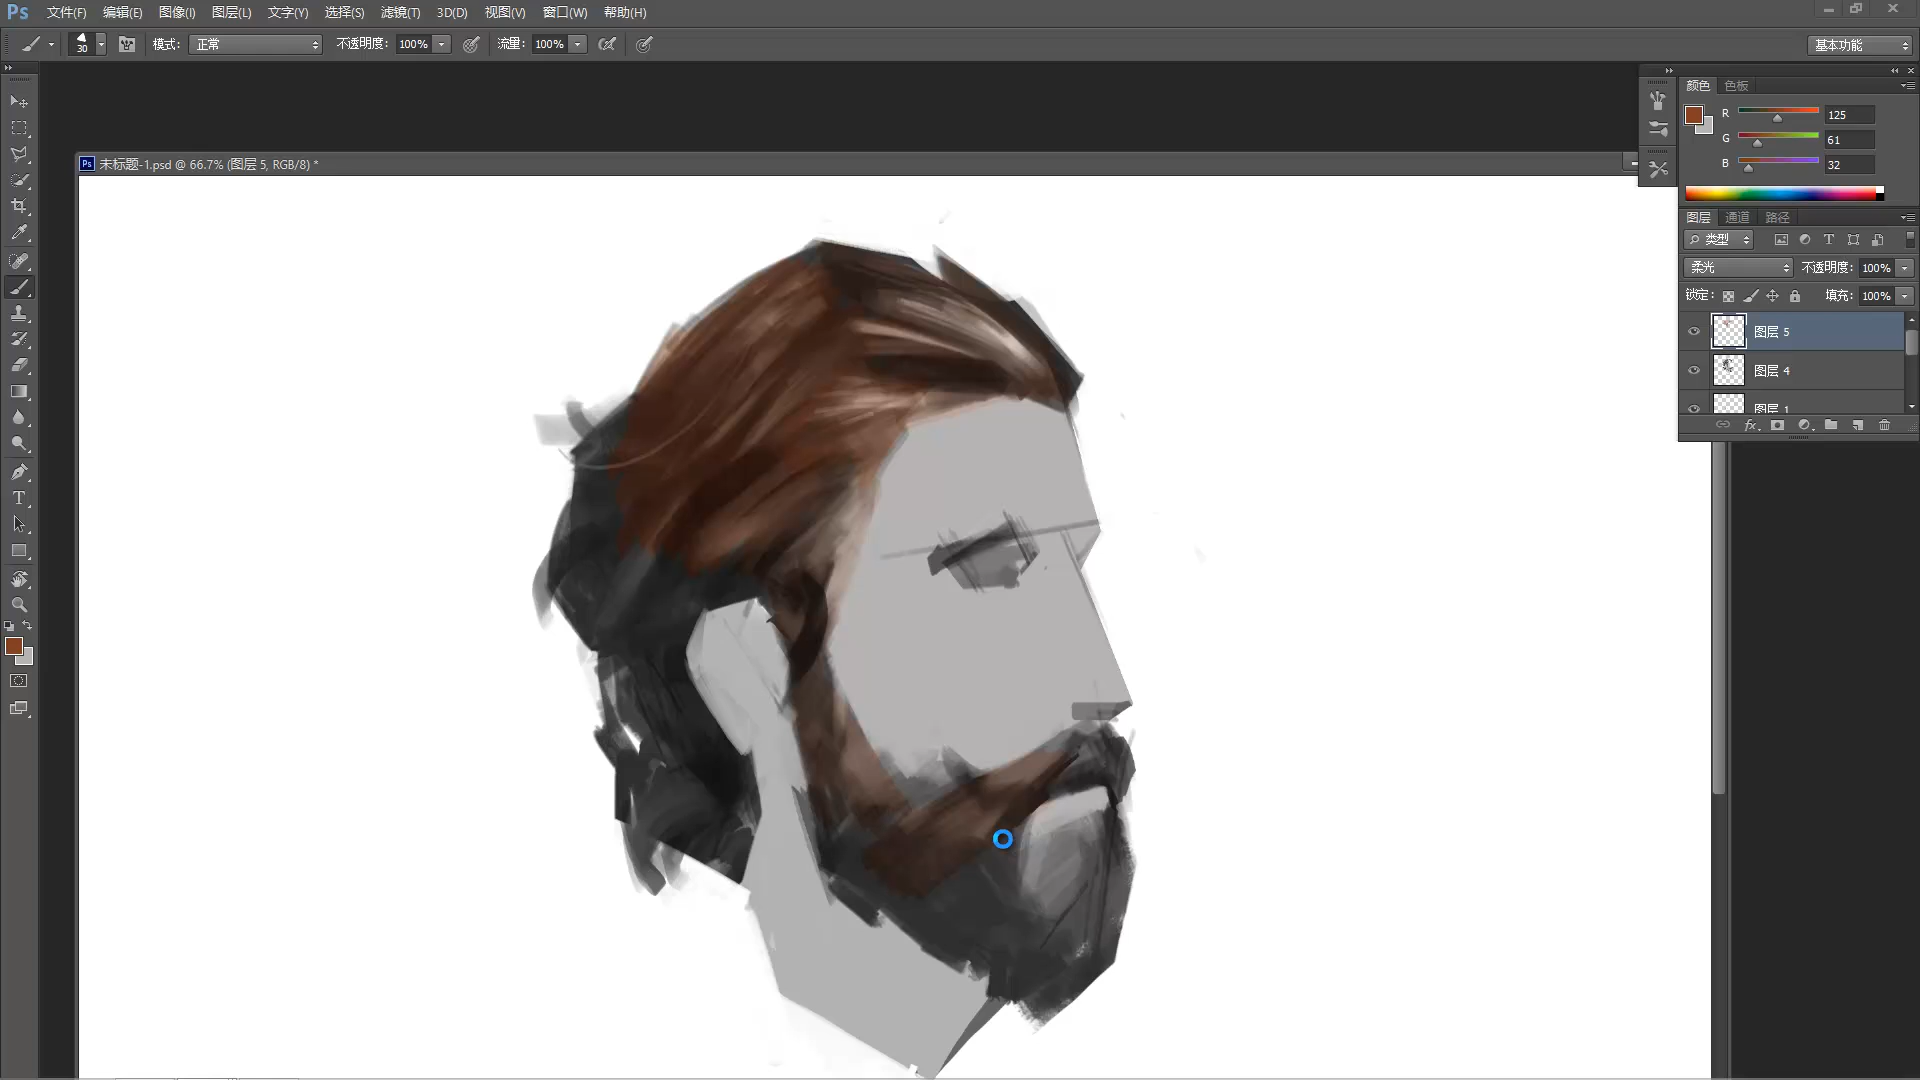 Ps 文件(F) 编辑(E) 图像(I) 图层(L) 文字(Y) 选择(S) 滤镜(T) 3D(D) 视图(V) 窗口(W) 帮助(H)
30 模式: 正常 不透明度: 100% 流量: 100% 基本功能
颜色 色板
R 125
G 61
B 32
Ps 未标题-1.psd @ 66.7% (图层 5, RGB/8) *
图层 通道 路径
类型
柔光 不透明度: 100%
锁定: 填充: 100%
图层 5
图层 4
图层 1